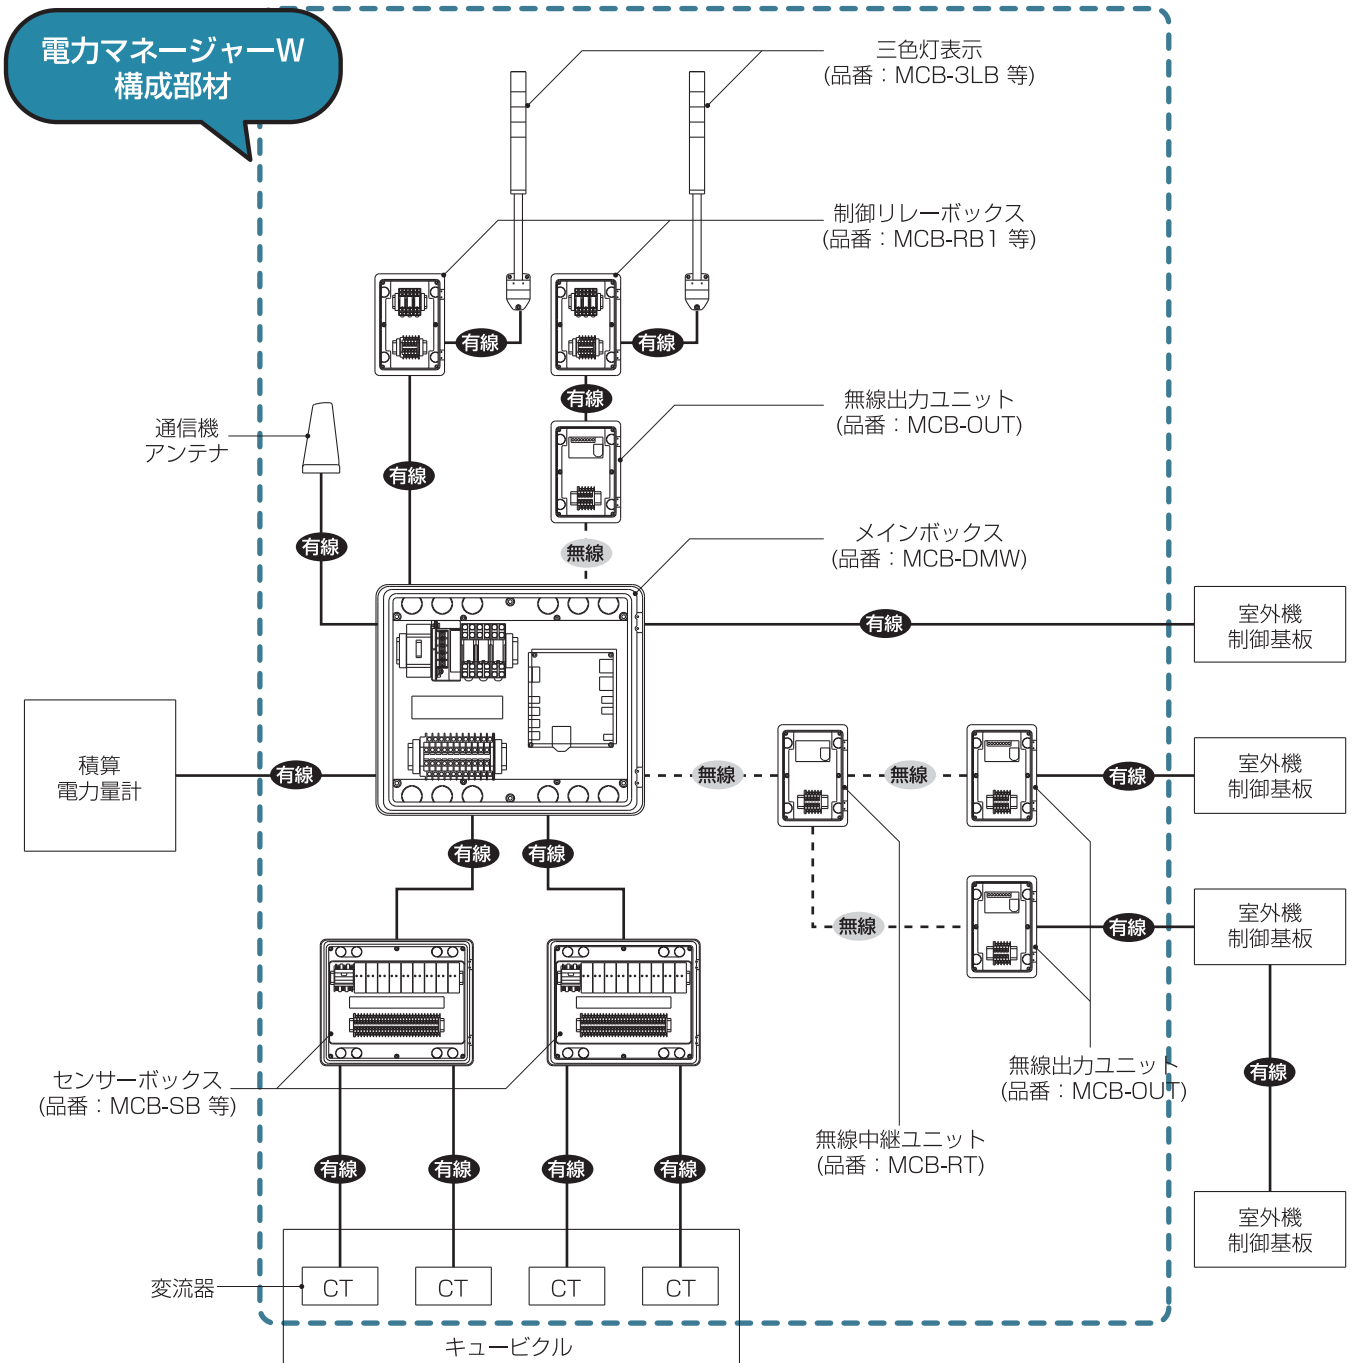 電力マネージャーW
構成部材
三色灯表示
(品番：MCB-3LB 等)
制御リレーボックス
(品番：MCB-RB1 等)
有線
有線
有線
無線出力ユニット
(品番：MCB-OUT)
通信機
アンテナ
有線
有線
無線
メインボックス
(品番：MCB-DMW)
有線
室外機
制御基板
積算
電力量計
有線
無線
無線
有線
室外機
制御基板
有線
有線
無線
有線
室外機
制御基板
センサーボックス
(品番：MCB-SB 等)
無線出力ユニット
(品番：MCB-OUT)
有線
無線中継ユニット
(品番：MCB-RT)
有線
有線
有線
有線
室外機
制御基板
変流器
CT
CT
CT
CT
キュービクル